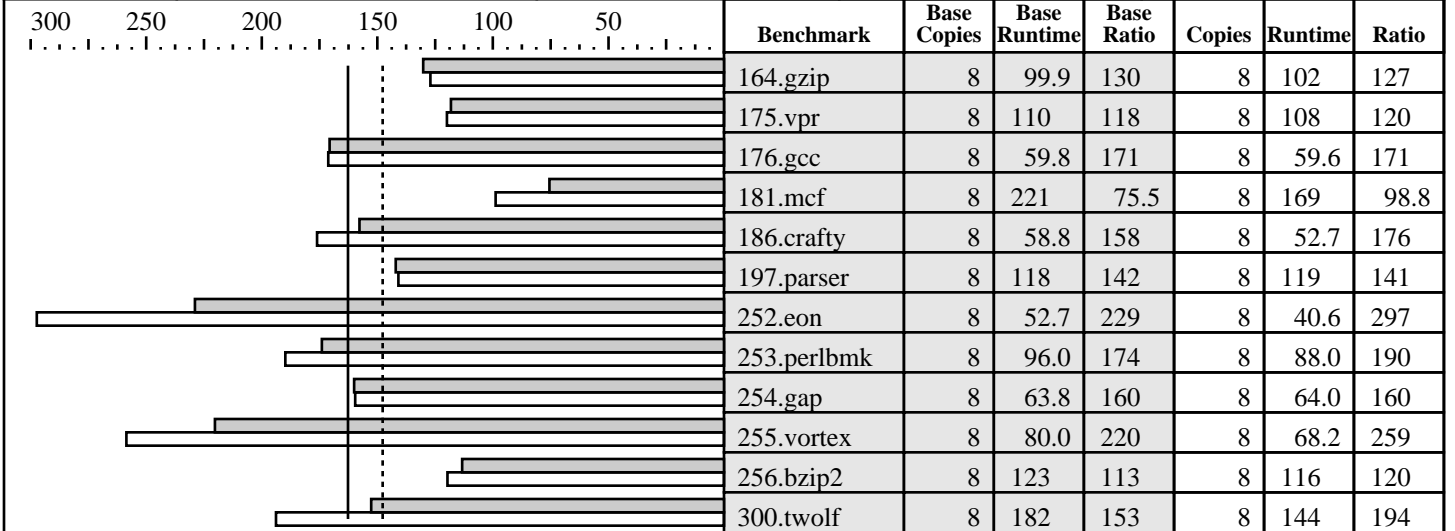 300 250 200 150 100 50 Benchmark Base Copies Base Runtime Base Ratio Copies Runtime Ratio
164.gzip 8 99.9 130 8 102 127
175.vpr 8 110 118 8 108 120
176.gcc 8 59.8 171 8 59.6 171
181.mcf 8 221 75.5 8 169 98.8
186.crafty 8 58.8 158 8 52.7 176
197.parser 8 118 142 8 119 141
252.eon 8 52.7 229 8 40.6 297
253.perlbmk 8 96.0 174 8 88.0 190
254.gap 8 63.8 160 8 64.0 160
255.vortex 8 80.0 220 8 68.2 259
256.bzip2 8 123 113 8 116 120
300.twolf 8 182 153 8 144 194